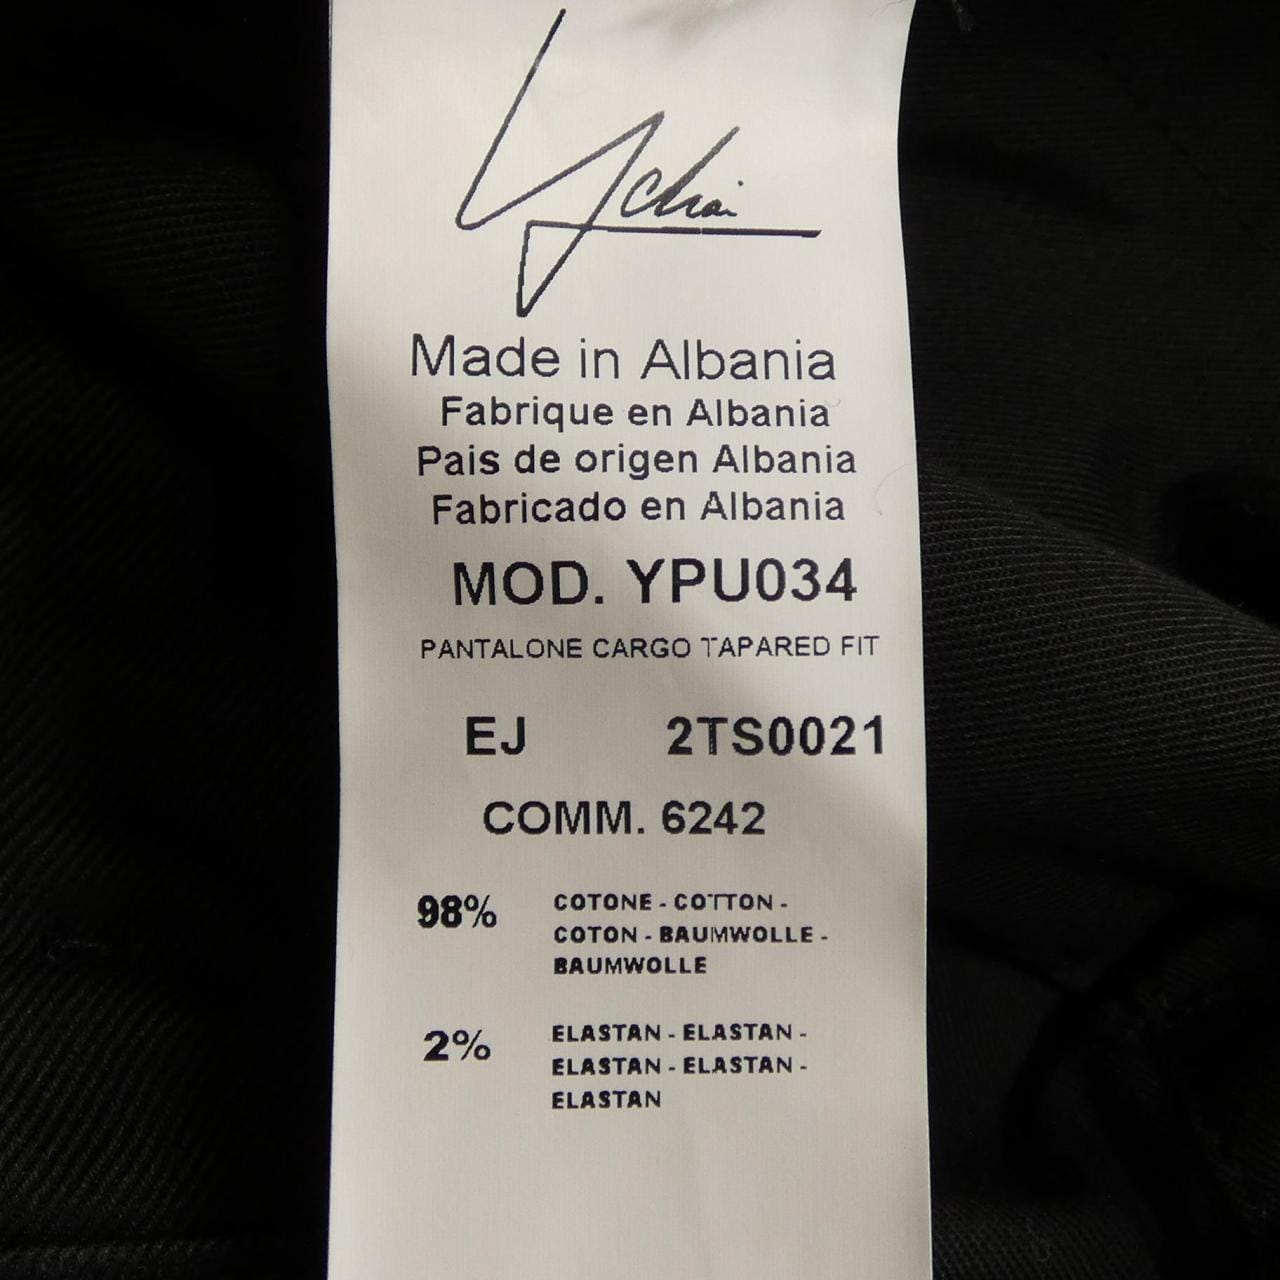 Ychai
Made in Albania
Fabrique en Albania
Pais de origen Albania
Fabricado en Albania
MOD. YPU034
PANTALONE CARGO TAPARED FIT
EJ 2TS0021
COMM. 6242
98% COTONE - COTTON -
COTON - BAUMWOLLE -
BAUMWOLLE
2% ELASTAN - ELASTAN -
ELASTAN - ELASTAN -
ELASTAN